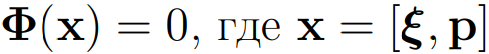 𝚽(𝐱) = 0, где 𝐱 = [𝛏, 𝐩]